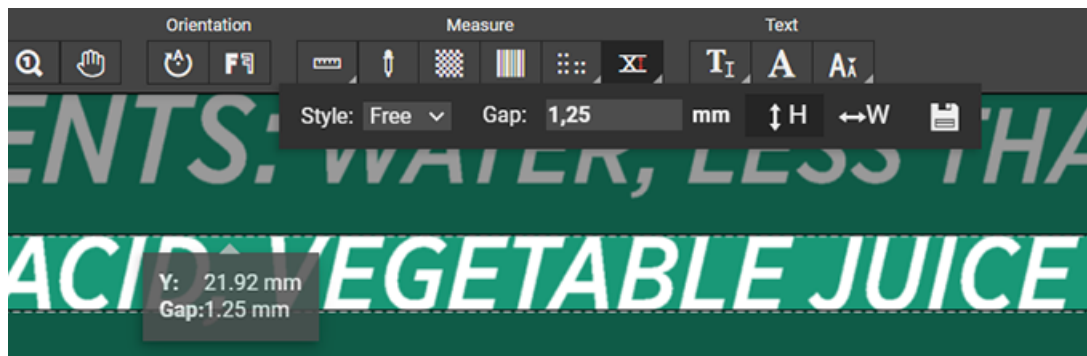 Orientation Measure Text
Style: Free Gap: 1,25 mm H W
ENTS: WATER, LESS THA
ACID, VEGETABLE JUICE
Y: 21.92 mm
Gap:1.25 mm